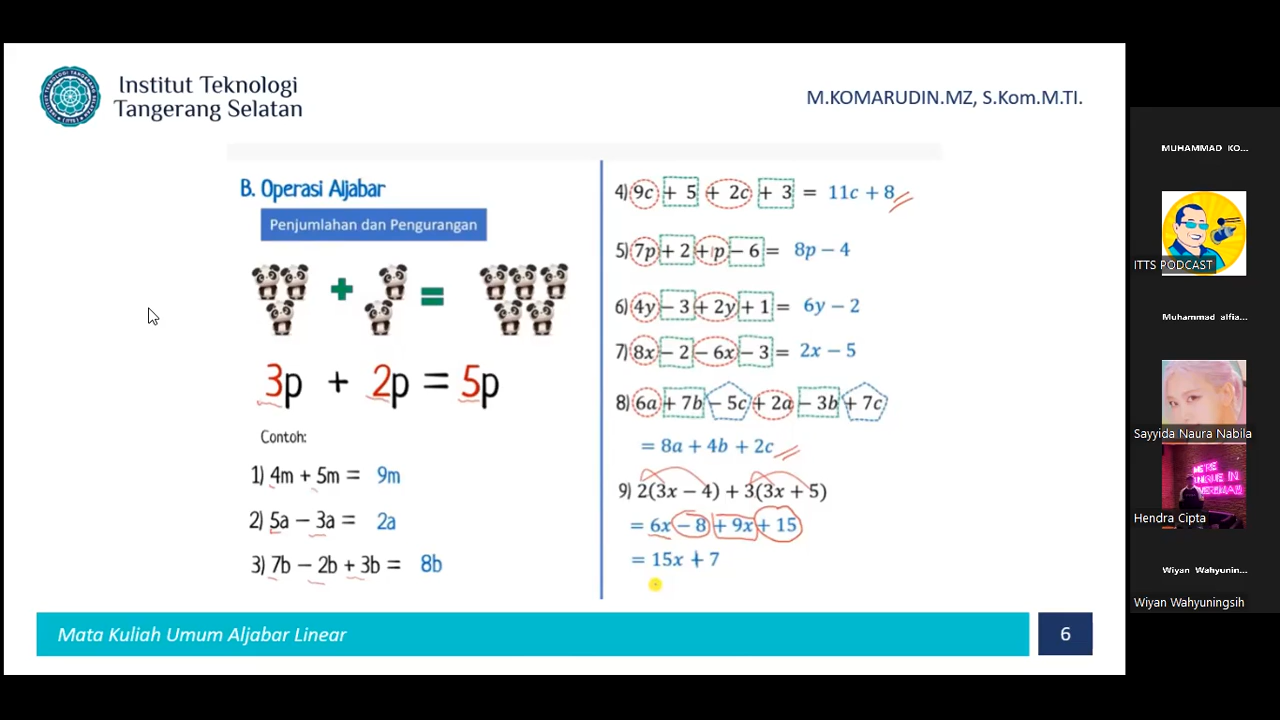 Institut Teknologi
Tangerang Selatan
M.KOMARUDIN.MZ, S.Kom.M.TI.
B. Operasi Aljabar
Penjumlahan dan Pengurangan
3p + 2p = 5p
Contoh:
1) 4m + 5m = 9m
2) 5a − 3a = 2a
3) 7b − 2b + 3b = 8b
4) 9c + 5 + 2c + 3 = 11c + 8
5) 7p + 2 + p − 6 = 8p − 4
6) 4y − 3 + 2y + 1 = 6y − 2
7) 8x − 2 − 6x − 3 = 2x − 5
8) 6a + 7b − 5c + 2a − 3b + 7c
= 8a + 4b + 2c
9) 2(3x − 4) + 3(3x + 5)
= 6x − 8 + 9x + 15
= 15x + 7
Mata Kuliah Umum Aljabar Linear
6
MUHAMMAD KO...
ITTS PODCAST
Muhammad alfia...
Sayyida Naura Nabila
Hendra Cipta
Wiyan Wahyunin...
Wiyan Wahyuningsih